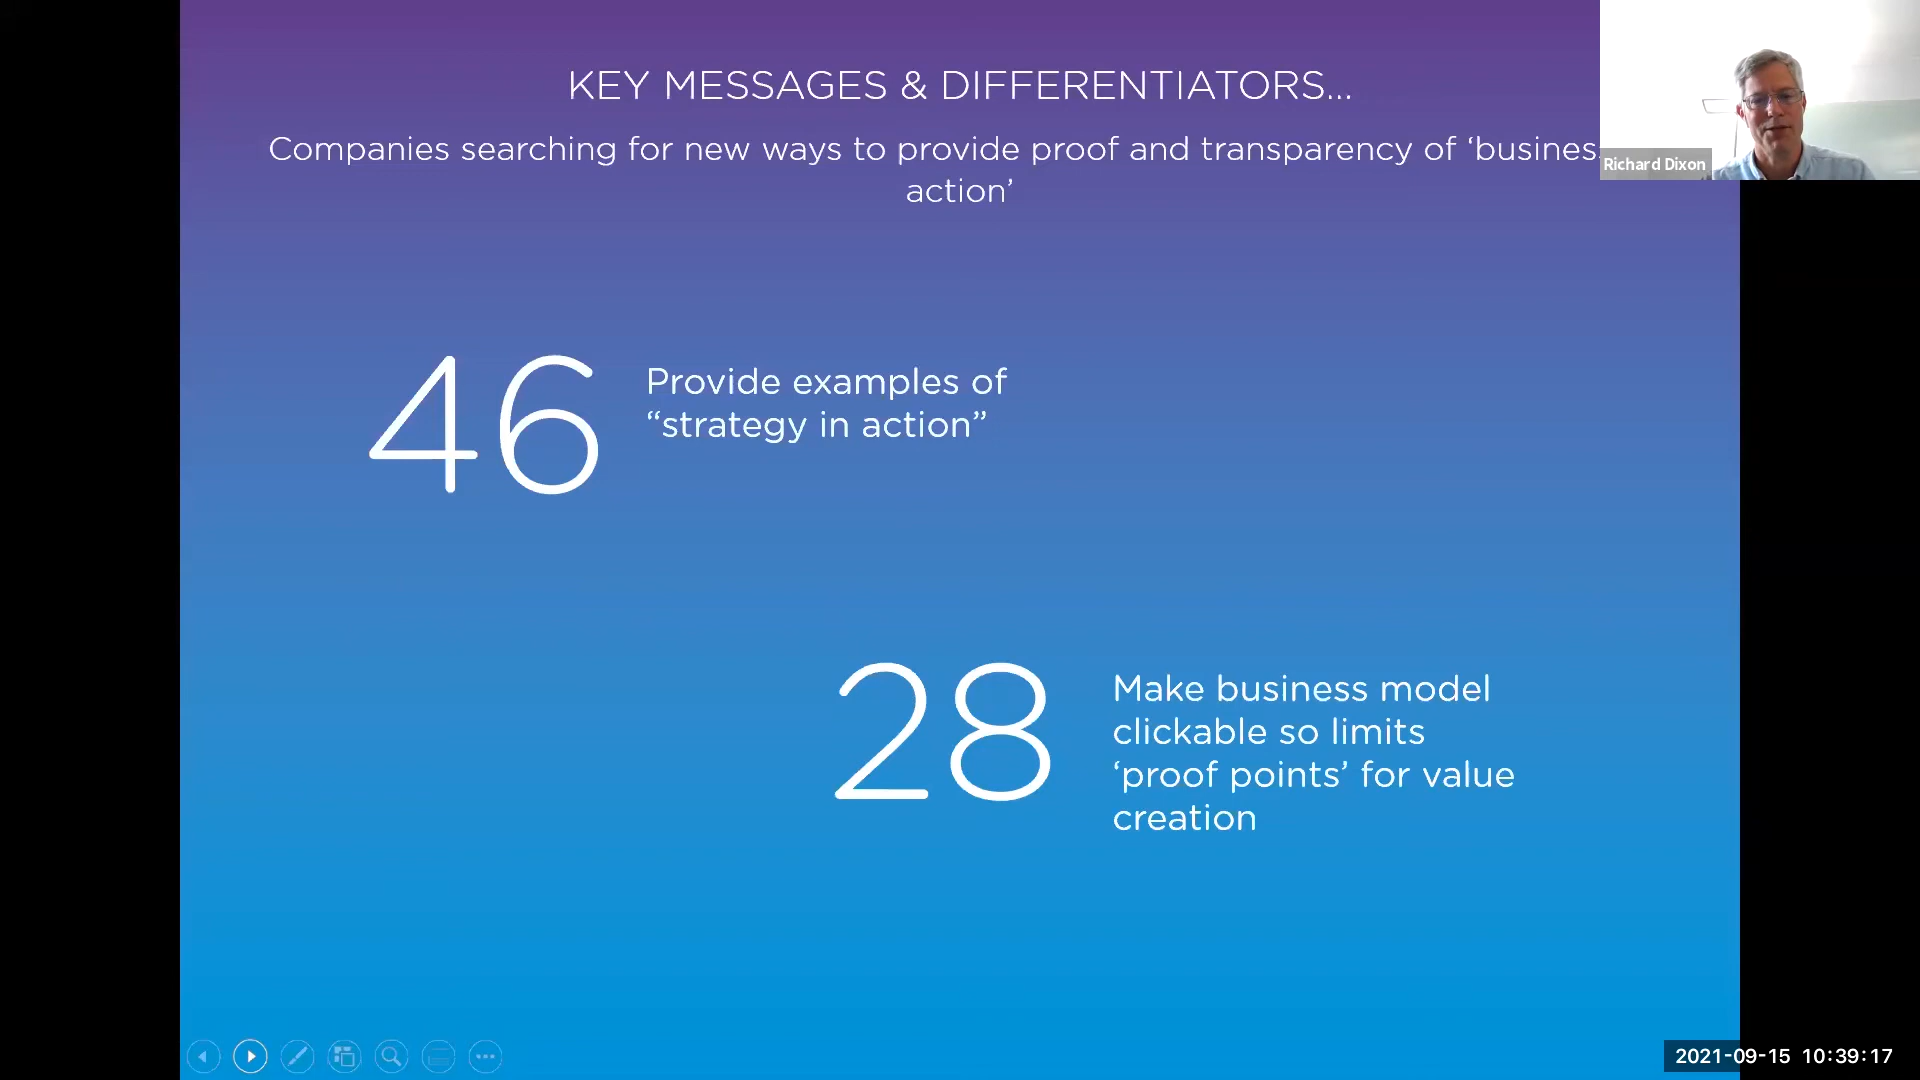 KEY MESSAGES & DIFFERENTIATORS...
Companies searching for new ways to provide proof and transparency of ‘busines
action’
Richard Dixon
46
Provide examples of
“strategy in action”
28
Make business model
clickable so limits
‘proof points’ for value
creation
2021-09-15 10:39:17